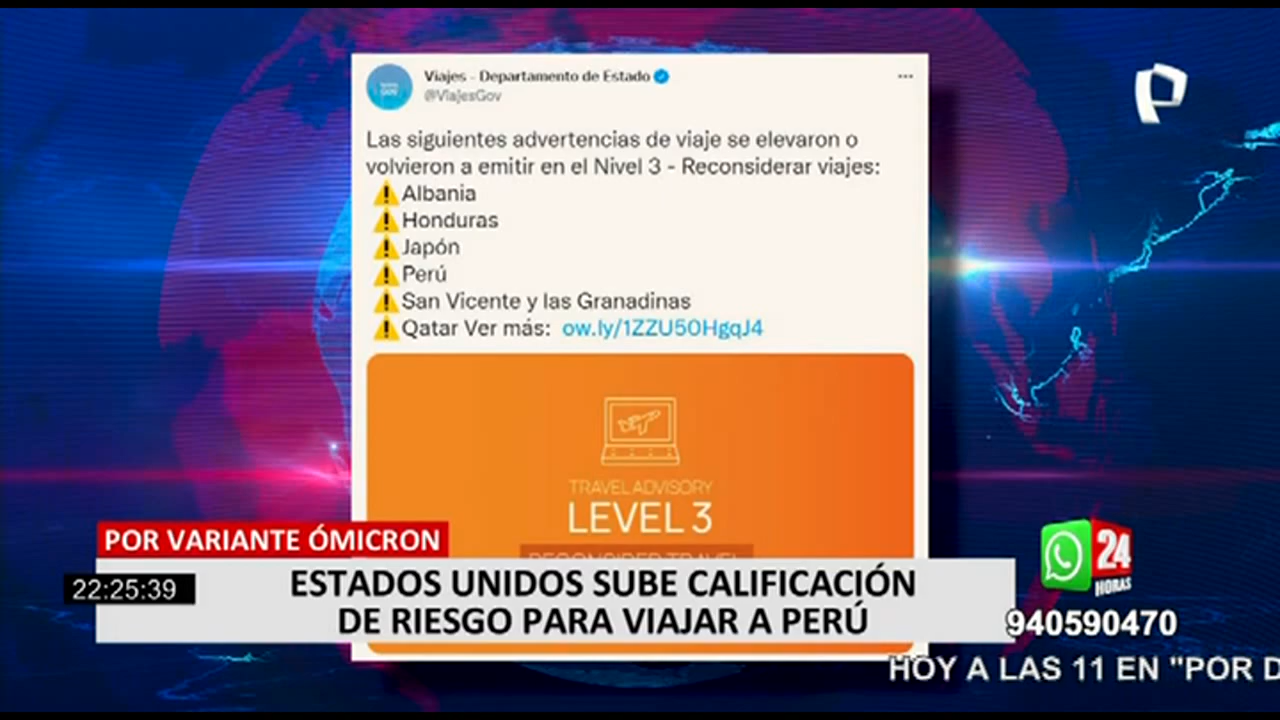 Viajes - Departamento de Estado
@ViajesGov
Las siguientes advertencias de viaje se elevaron o
volvieron a emitir en el Nivel 3 - Reconsiderar viajes:
Albania
Honduras
Japón
Perú
San Vicente y las Granadinas
Qatar Ver más: ow.ly/1ZZU50HgqJ4
TRAVEL ADVISORY
LEVEL 3
RECONSIDER TRAVEL
POR VARIANTE ÓMICRON
22:25:39
ESTADOS UNIDOS SUBE CALIFICACIÓN
DE RIESGO PARA VIAJAR A PERÚ
24
HORAS
940590470
HOY A LAS 11 EN "POR D